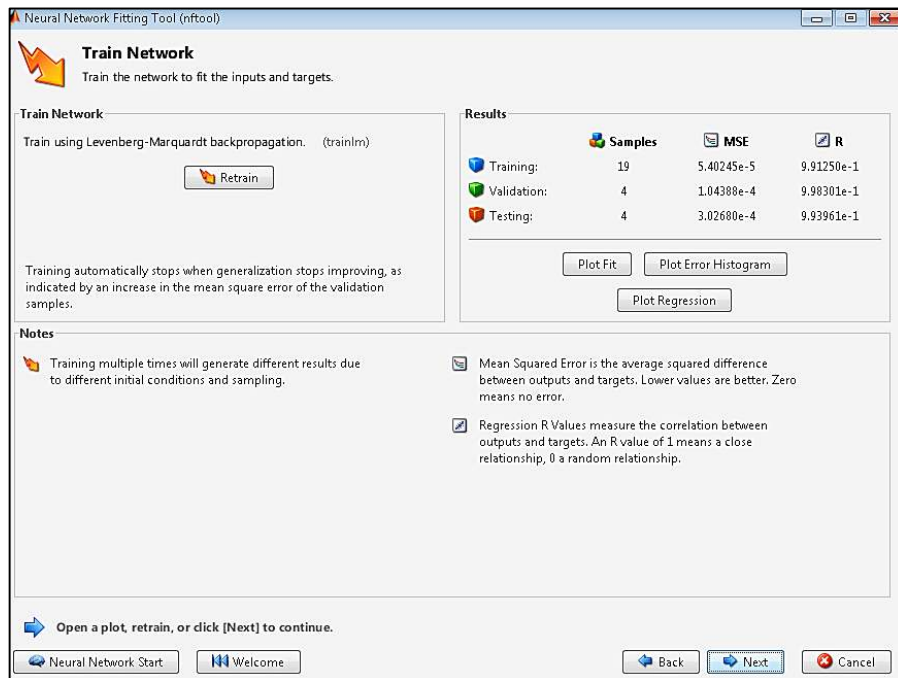 Neural Network Fitting Tool (nftool)
Train Network
Train the network to fit the inputs and targets.
Train Network
Train using Levenberg-Marquardt backpropagation. (trainlm)
Retrain
Training automatically stops when generalization stops improving, as
indicated by an increase in the mean square error of the validation
samples.
Results
Samples MSE R
Training: 19 5.40245e-5 9.91250e-1
Validation: 4 1.04388e-4 9.98301e-1
Testing: 4 3.02680e-4 9.93961e-1
Plot Fit Plot Error Histogram
Plot Regression
Notes
Training multiple times will generate different results due
to different initial conditions and sampling.
Mean Squared Error is the average squared difference
between outputs and targets. Lower values are better. Zero
means no error.
Regression R Values measure the correlation between
outputs and targets. An R value of 1 means a close
relationship, 0 a random relationship.
Open a plot, retrain, or click [Next] to continue.
Neural Network Start Welcome Back Next Cancel